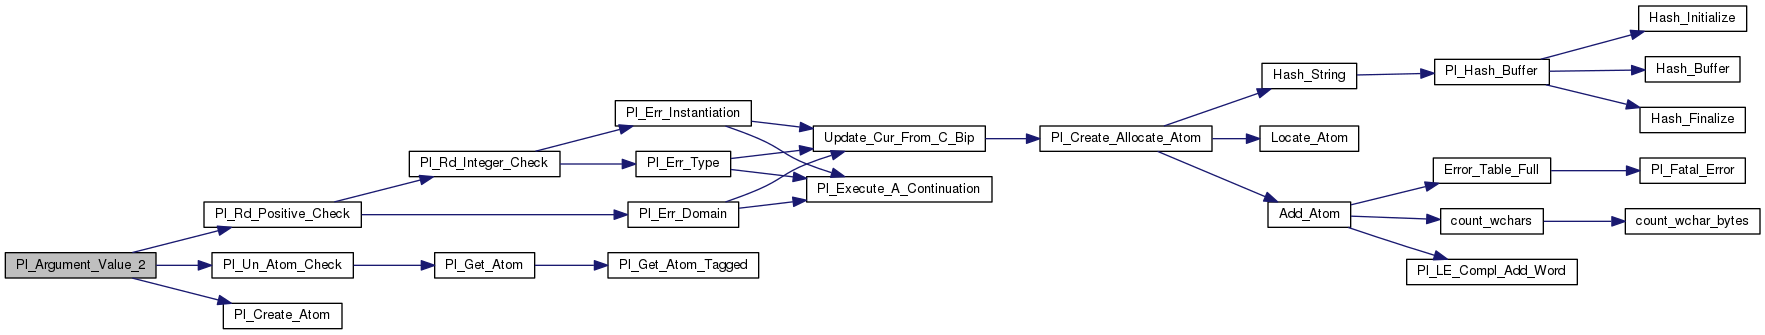 Hash_Initialize
Hash_String
Pl_Hash_Buffer
Hash_Buffer
Pl_Err_Instantiation
Hash_Finalize
Update_Cur_From_C_Bip
Pl_Create_Allocate_Atom
Locate_Atom
Pl_Rd_Integer_Check
Pl_Err_Type
Error_Table_Full
Pl_Fatal_Error
Pl_Execute_A_Continuation
Pl_Rd_Positive_Check
Pl_Err_Domain
Add_Atom
count_wchars
count_wchar_bytes
Pl_Argument_Value_2
Pl_Un_Atom_Check
Pl_Get_Atom
Pl_Get_Atom_Tagged
Pl_LE_Compl_Add_Word
Pl_Create_Atom